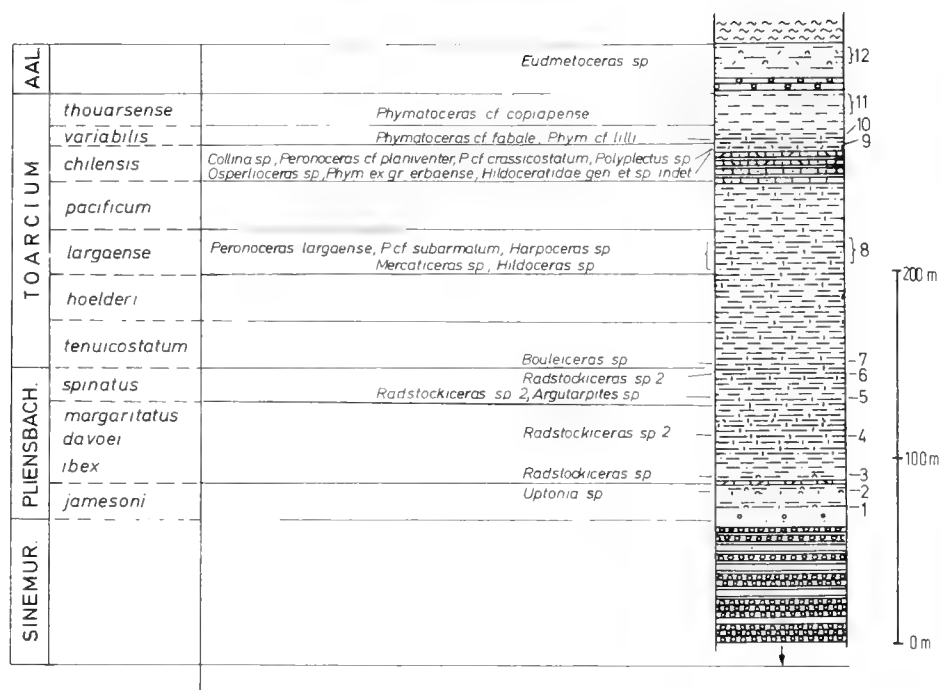 AAL.
Eudmetoceras sp
12
TOARCIUM
thouarsense
Phymatoceras cf copiapense
11
10
variabilis
Phymatoceras cf fabale, Phym cf lilli
9
chilensis
Collina sp, Peronoceras cf planiventer, P cf crassicostatum, Polyplectus sp
Osperlioceras sp, Phym ex gr erbaense, Hildoceratidae gen et sp indet
pacificum
largaense
Peronoceras largaense, P cf subarmatum, Harpoceras sp
Mercaticeras sp, Hildoceras sp
8
200 m
hoelderi
tenuicostatum
Bouleiceras sp
7
PLIENSBACH.
spinatus
Radstockiceras sp 2
6
Radstockiceras sp 2, Argutarpites sp
5
margaritatus
davoei
Radstockiceras sp 2
4
100 m
ibex
Radstockiceras sp
3
jamesoni
Uptonia sp
2
1
SINEMUR.
0 m